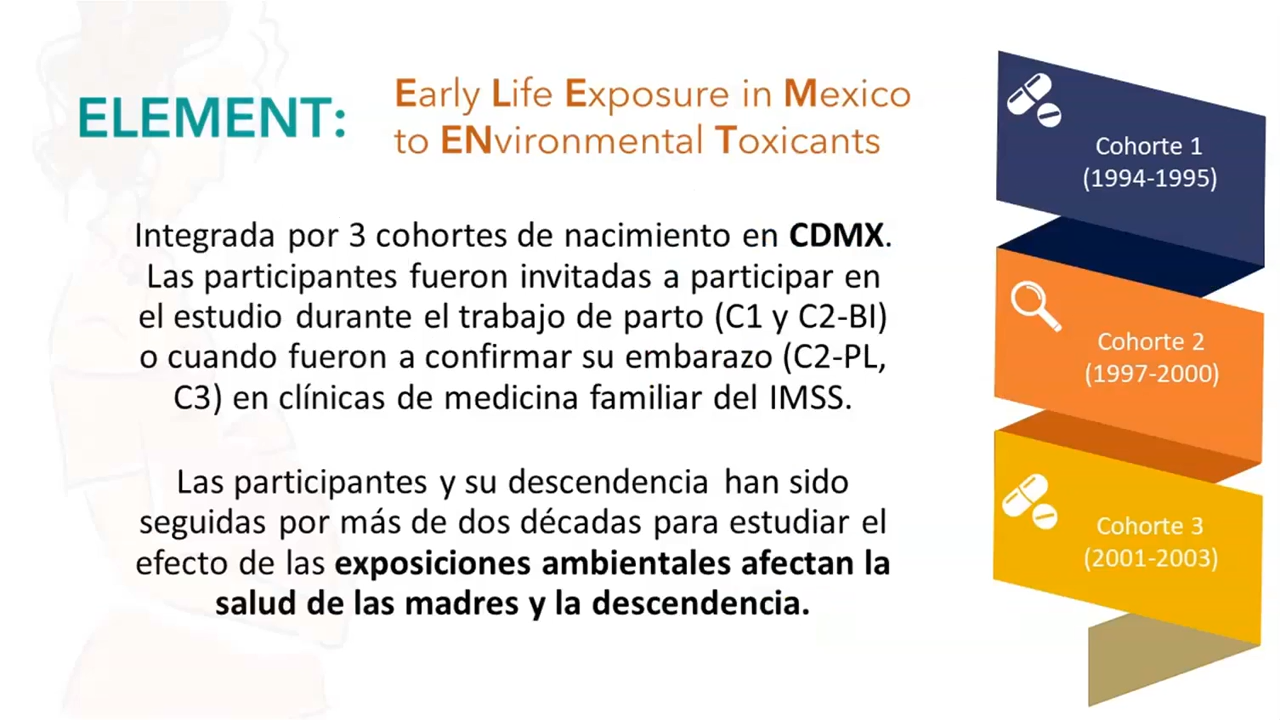 ELEMENT:
Early Life Exposure in Mexico
to ENvironmental Toxicants
Integrada por 3 cohortes de nacimiento en CDMX.
Las participantes fueron invitadas a participar en
el estudio durante el trabajo de parto (C1 y C2-BI)
o cuando fueron a confirmar su embarazo (C2-PL,
C3) en clínicas de medicina familiar del IMSS.
Las participantes y su descendencia han sido
seguidas por más de dos décadas para estudiar el
efecto de las exposiciones ambientales afectan la
salud de las madres y la descendencia.
Cohorte 1
(1994-1995)
Cohorte 2
(1997-2000)
Cohorte 3
(2001-2003)